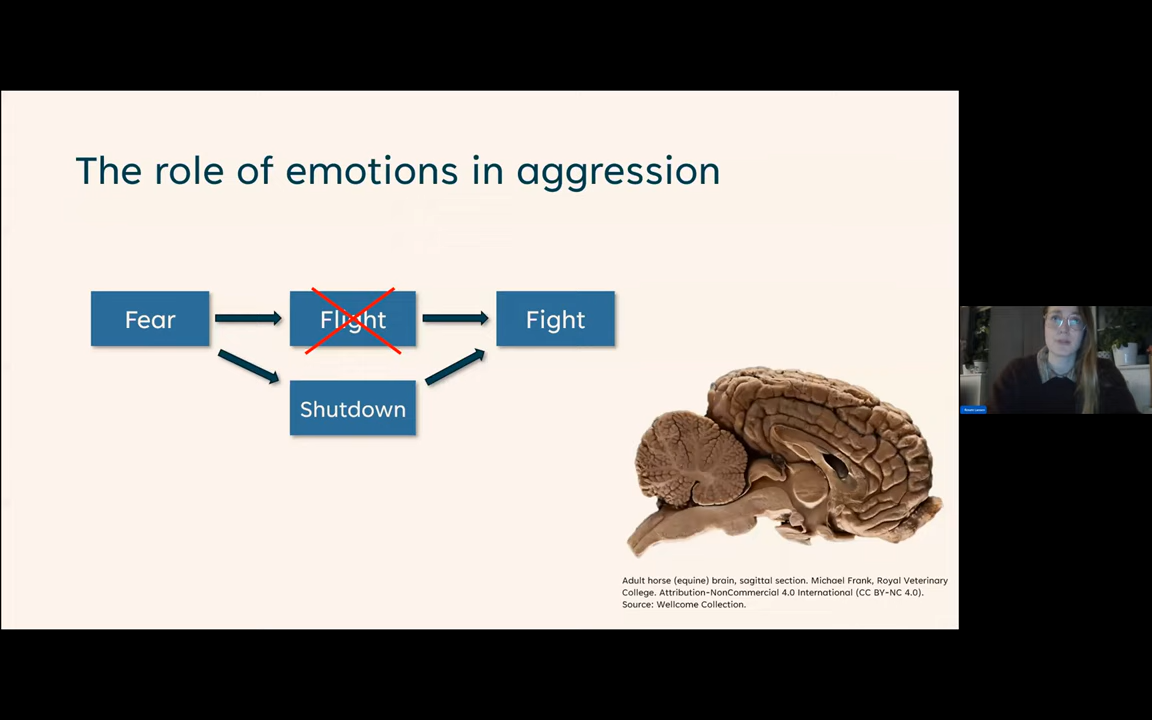 The role of emotions in aggression
Fear
Flight
Fight
Shutdown
Adult horse (equine) brain, sagittal section. Michael Frank, Royal Veterinary
College. Attribution-NonCommercial 4.0 International (CC BY-NC 4.0).
Source: Wellcome Collection.